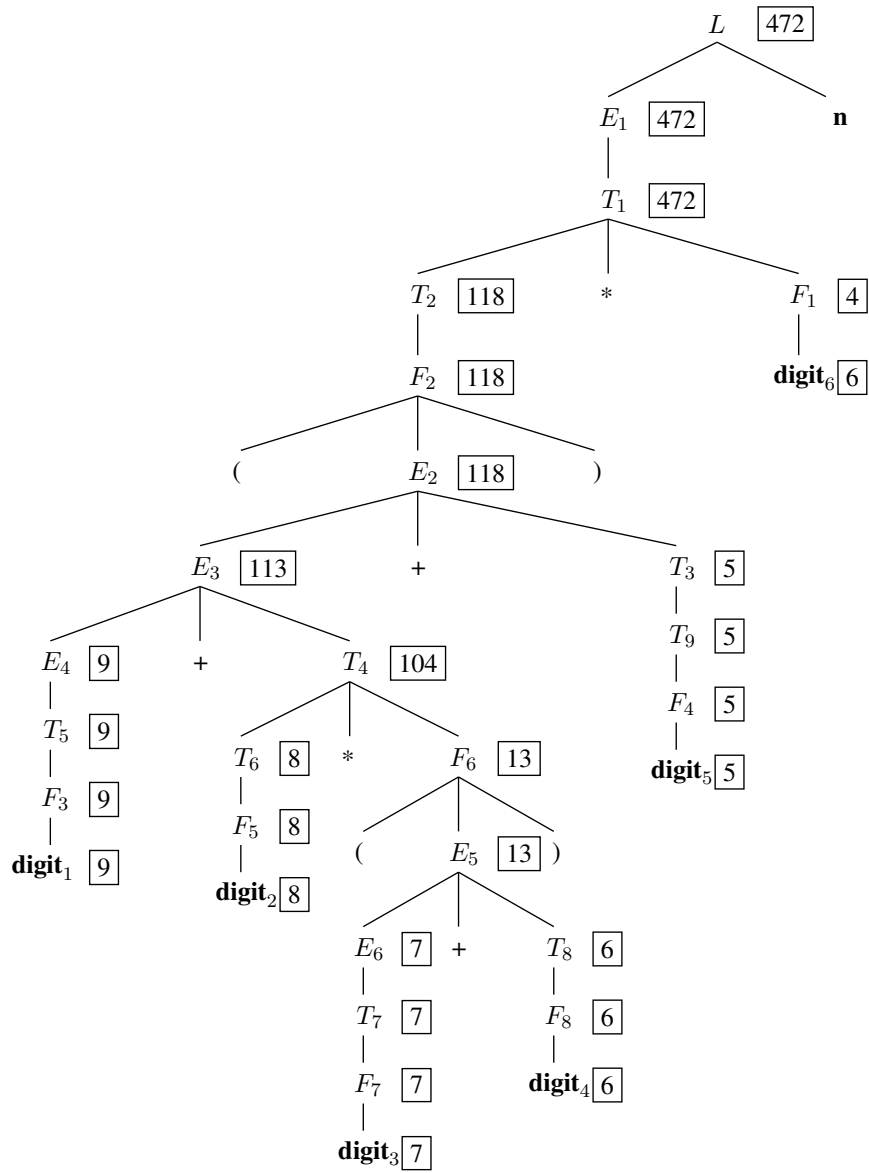 L 472
E₁ 472 n
T₁ 472
T₂ 118 * F₁ 4
F₂ 118 digit₆ 6
( E₂ 118 )
E₃ 113 + T₃ 5
T₉ 5
E₄ 9 + T₄ 104
F₄ 5
T₅ 9
T₆ 8 * F₆ 13
digit₅ 5
F₃ 9
F₅ 8
( E₅ 13 )
digit₁ 9
digit₂ 8
E₆ 7 + T₈ 6
T₇ 7 F₈ 6
F₇ 7 digit₄ 6
digit₃ 7